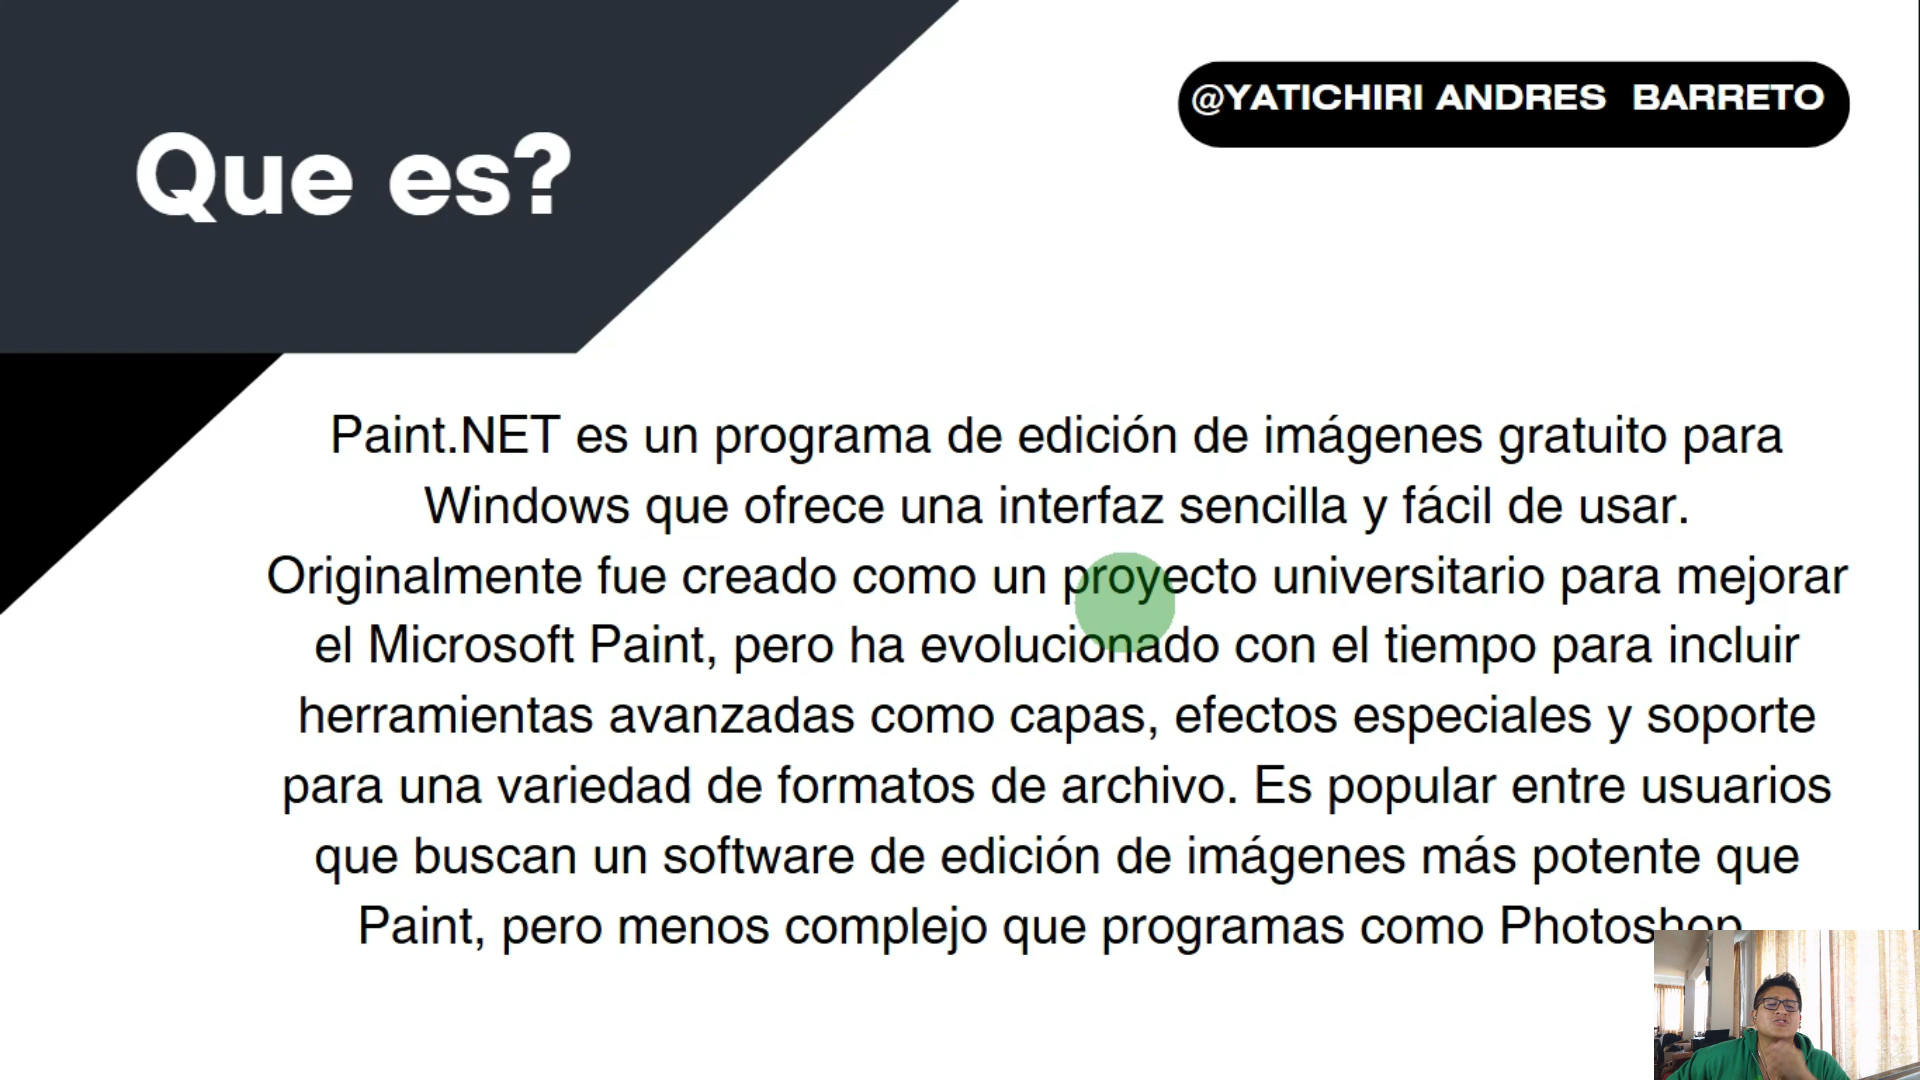 Que es?
@YATICHIRI ANDRES BARRETO
Paint.NET es un programa de edición de imágenes gratuito para
Windows que ofrece una interfaz sencilla y fácil de usar.
Originalmente fue creado como un proyecto universitario para mejorar
el Microsoft Paint, pero ha evolucionado con el tiempo para incluir
herramientas avanzadas como capas, efectos especiales y soporte
para una variedad de formatos de archivo. Es popular entre usuarios
que buscan un software de edición de imágenes más potente que
Paint, pero menos complejo que programas como Photoshop